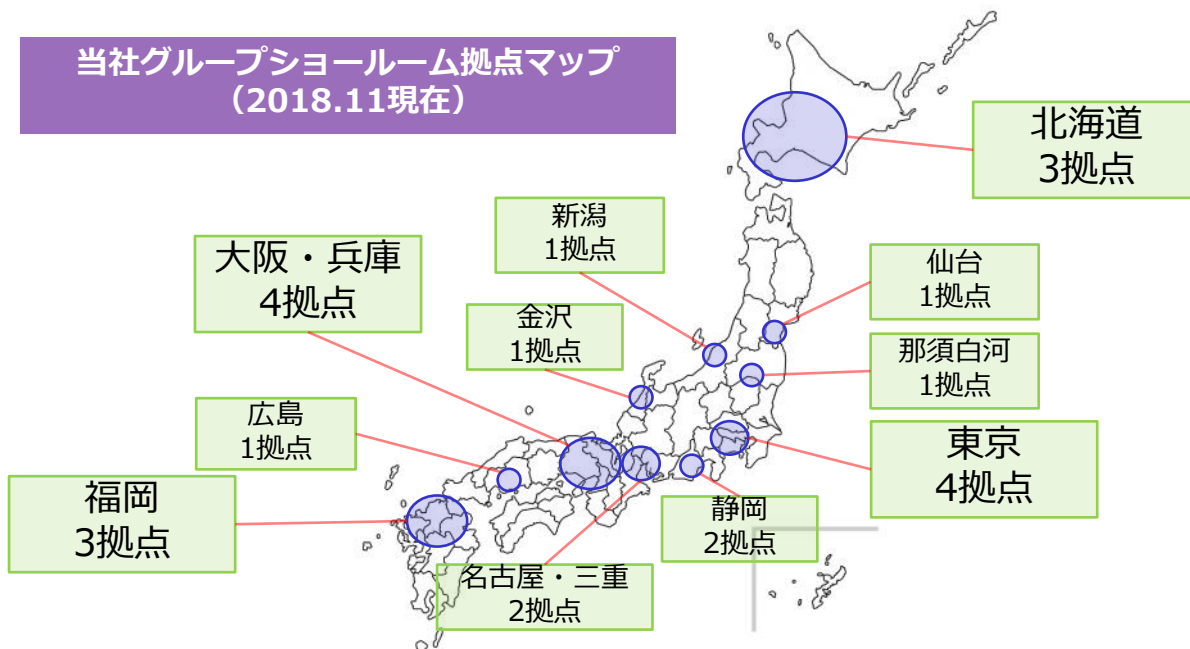 当社グループショールーム拠点マップ
（2018.11現在）
北海道
3拠点
新潟
1拠点
大阪・兵庫
4拠点
仙台
1拠点
金沢
1拠点
那須白河
1拠点
広島
1拠点
東京
4拠点
福岡
3拠点
静岡
2拠点
名古屋・三重
2拠点